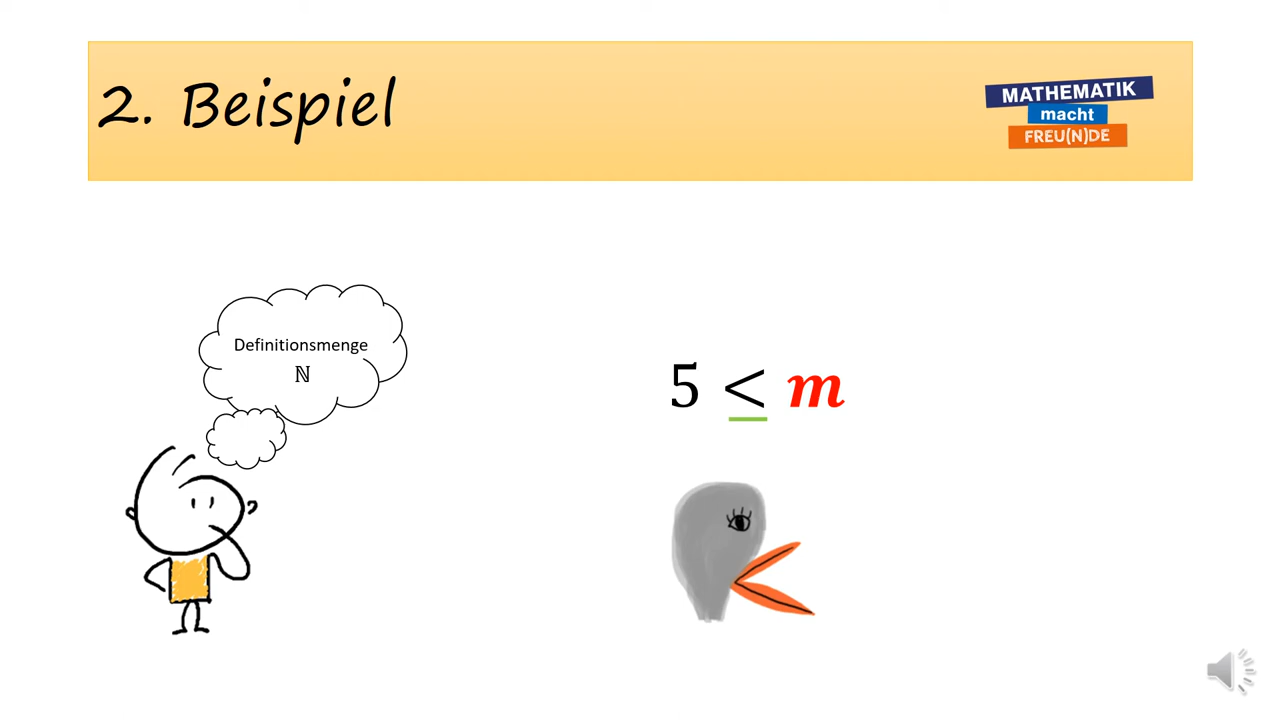 2. Beispiel
MATHEMATIK
macht
FREU(N)DE
Definitionsmenge
ℕ
5 < m